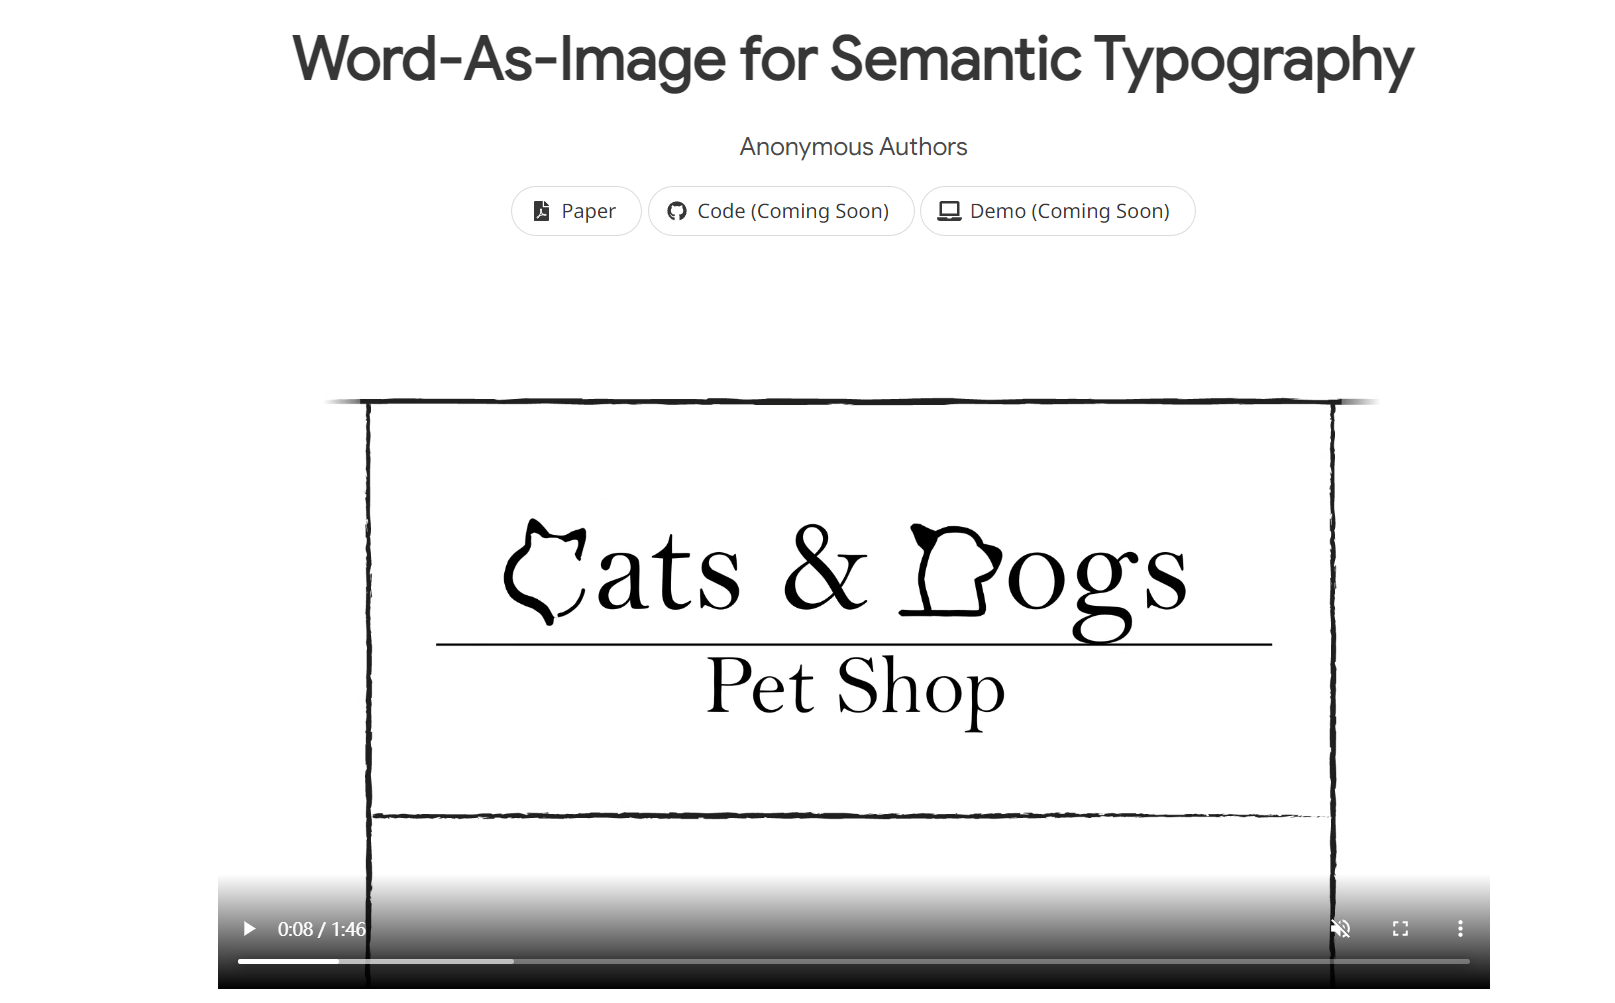 Word-As-Image for Semantic Typography
Anonymous Authors
Paper Code (Coming Soon) Demo (Coming Soon)
Cats & Dogs
Pet Shop
0:08 / 1:46